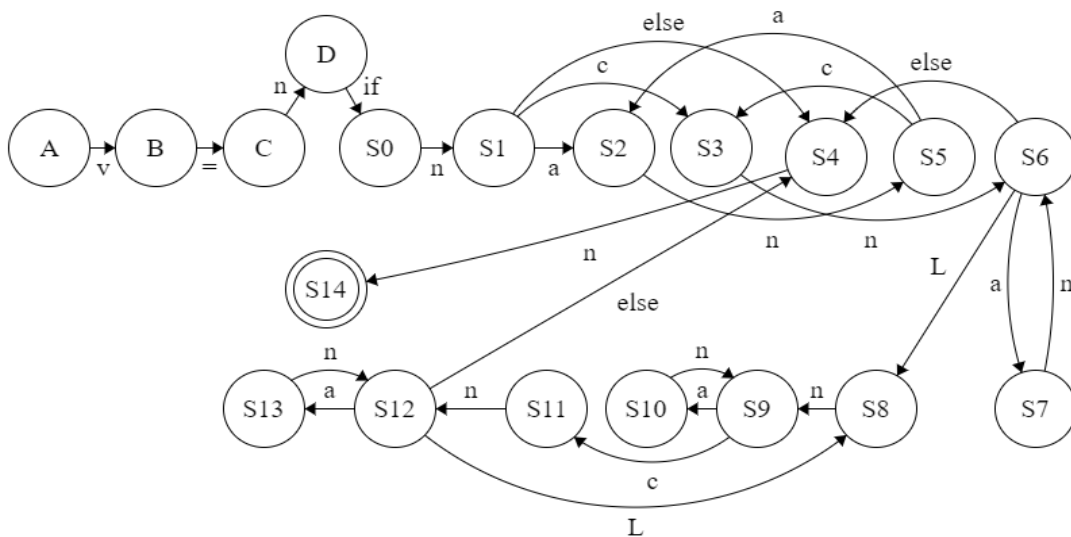 else
a
D
c
c
else
n
if
A
B
C
S0
S1
S2
S3
S4
S5
S6
v
=
n
a
n
n
n
S14
L
a
n
else
n
n
S13
a
S12
n
S11
S10
a
S9
n
S8
S7
c
L